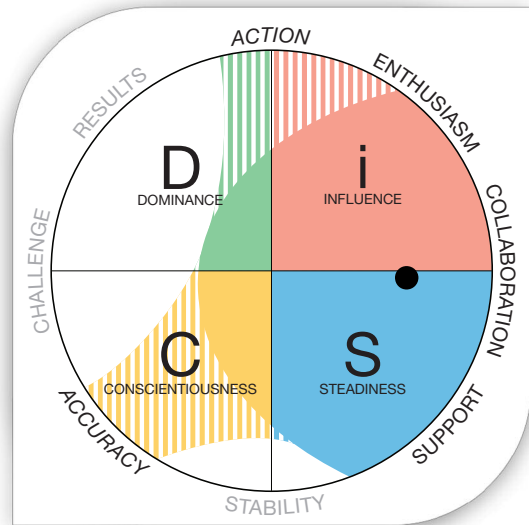 ACTION
ENTHUSIASM
RESULTS
D
DOMINANCE
i
INFLUENCE
COLLABORATION
CHALLENGE
C
CONSCIENTIOUSNESS
S
STEADINESS
ACCURACY
SUPPORT
STABILITY